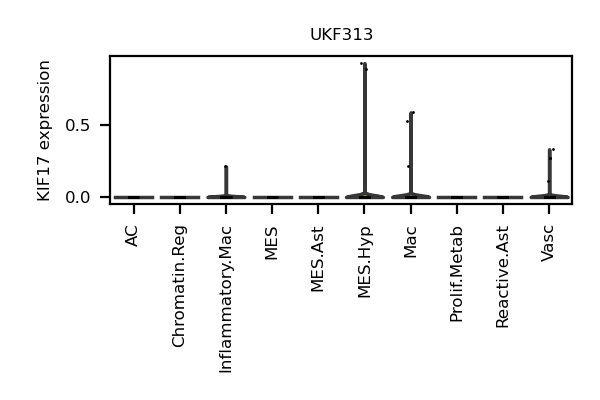 UKF313
KIF17 expression
0.5
0.0
AC
Chromatin.Reg
Inflammatory.Mac
MES
MES.Ast
MES.Hyp
Mac
Prolif.Metab
Reactive.Ast
Vasc